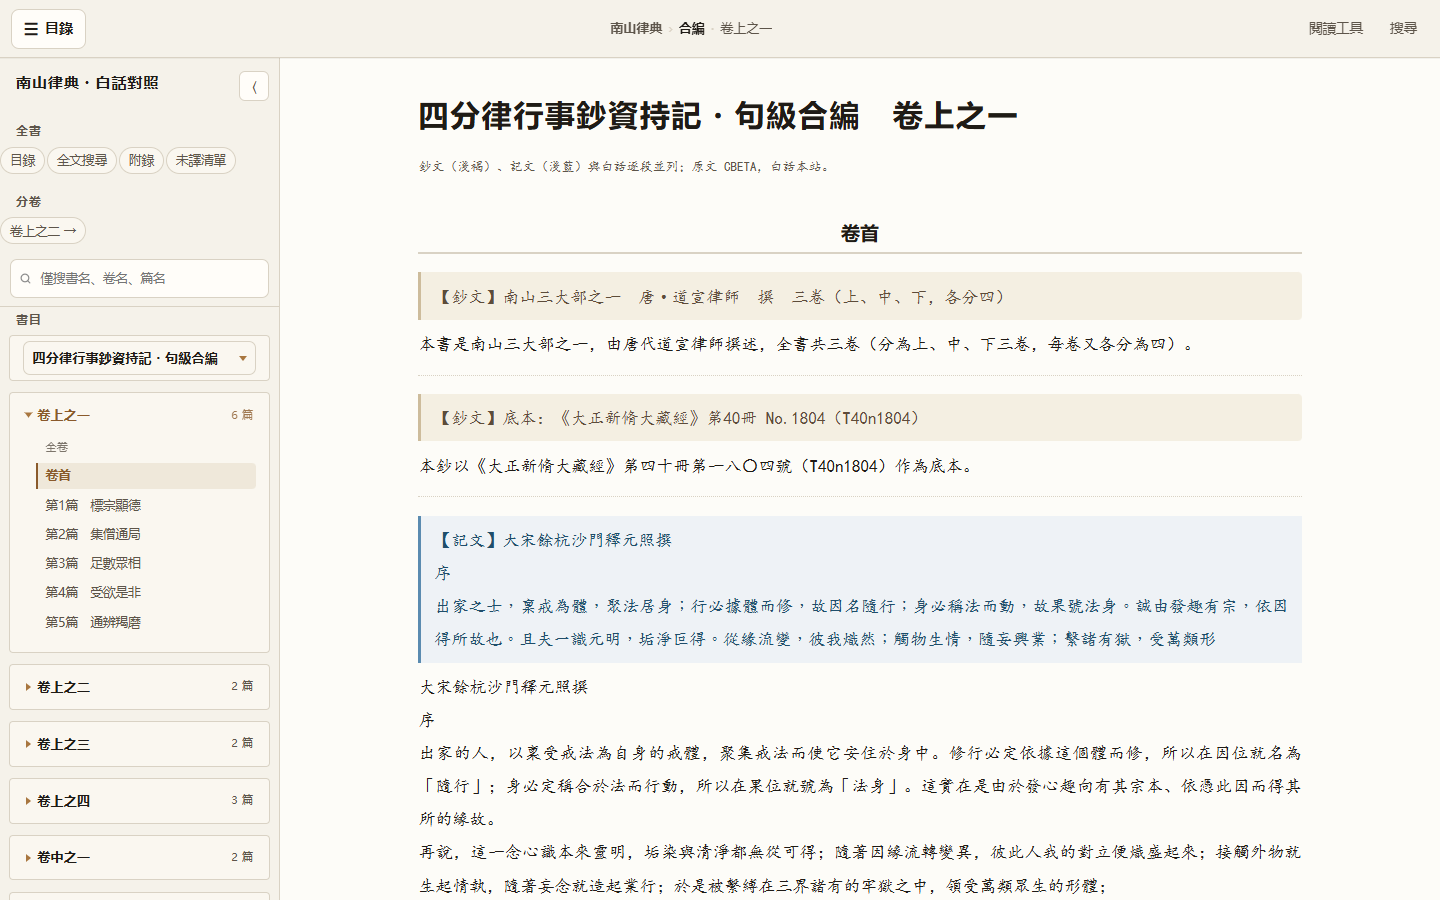 ☰ 目錄
南山律典 › 合編 · 卷上之一
閱讀工具 搜尋
南山律典・白話對照
〈
全書
目錄 全文搜尋 附錄 未譯清單
分卷
卷上之二 →
僅搜書名、卷名、篇名
書目
四分律行事鈔資持記・句級合編
卷上之一 6 篇
全卷
卷首
第1篇 標宗顯德
第2篇 集僧通局
第3篇 足數眾相
第4篇 受欲是非
第5篇 通辨羯磨
卷上之二 2 篇
卷上之三 2 篇
卷上之四 3 篇
卷中之一 2 篇
四分律行事鈔資持記・句級合編　卷上之一
鈔文（淺褐）、記文（淺藍）與白話逐段並列；原文 CBETA，白話本站。
卷首
【鈔文】南山三大部之一　唐・道宣律師　撰　三卷（上、中、下，各分四）
本書是南山三大部之一，由唐代道宣律師撰述，全書共三卷（分為上、中、下三卷，每卷又各分為四）。
【鈔文】底本：《大正新脩大藏經》第40冊 No.1804（T40n1804）
本鈔以《大正新脩大藏經》第四十冊第一八〇四號（T40n1804）作為底本。
【記文】大宋餘杭沙門釋元照撰
序
出家之士，稟戒為體，聚法居身；行必據體而修，故因名隨行；身必稱法而動，故果號法身。誠由發趣有宗，依因
得所故也。且夫一識元明，垢淨叵得。從緣流變，彼我熾然；觸物生情，隨妄興業；繫諸有獄，受萬類形
大宋餘杭沙門釋元照撰
序
出家的人，以稟受戒法為自身的戒體，聚集戒法而使它安住於身中。修行必定依據這個體而修，所以在因位就名為
「隨行」；身必定稱合於法而行動，所以在果位就號為「法身」。這實在是由於發心趣向有其宗本、依憑此因而得其
所的緣故。
再說，這一念心識本來靈明，垢染與清淨都無從可得；隨著因緣流轉變異，彼此人我的對立便熾盛起來；接觸外物就
生起情執，隨著妄念就造起業行；於是被繫縛在三界諸有的牢獄之中，領受萬類眾生的形體；